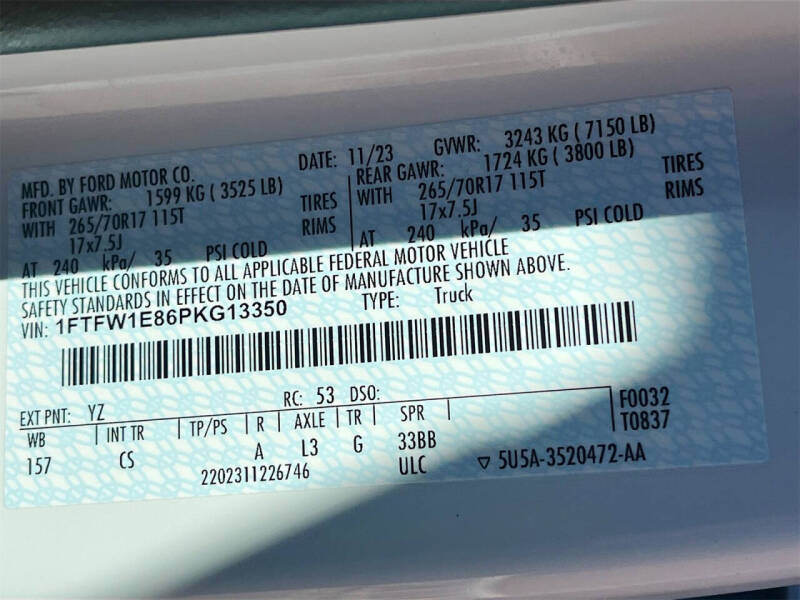 MFD. BY FORD MOTOR CO.
DATE: 11/23 GVWR: 3243 KG ( 7150 LB)
FRONT GAWR: 1599 KG ( 3525 LB)
WITH 265/70R17 115T TIRES
17x7.5J RIMS
AT 240 kPa/ 35 PSI COLD
REAR GAWR: 1724 KG ( 3800 LB)
WITH 265/70R17 115T TIRES
17x7.5J RIMS
AT 240 kPa/ 35 PSI COLD
THIS VEHICLE CONFORMS TO ALL APPLICABLE FEDERAL MOTOR VEHICLE
SAFETY STANDARDS IN EFFECT ON THE DATE OF MANUFACTURE SHOWN ABOVE.
VIN: 1FTFW1E86PKG13350 TYPE: Truck
EXT PNT: YZ RC: 53 DSO:
WB INT TR TP/PS R AXLE TR SPR
157 CS A L3 G 33BB
F0032
T0837
2202311226746 ULC ▽ 5U5A-3520472-AA